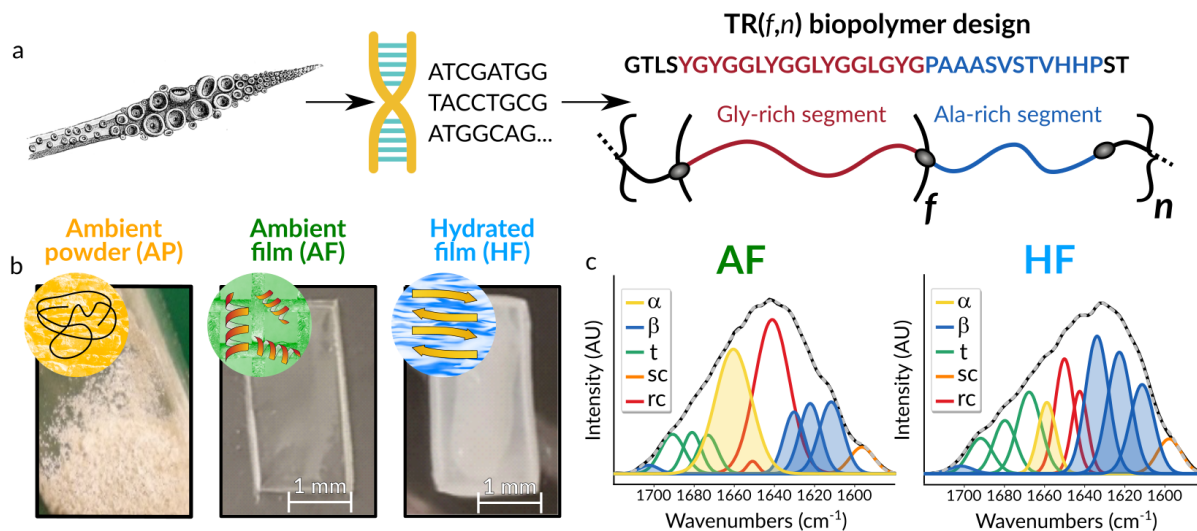 a
ATCGATGG
TACCTGCG
ATGGCAG...
TR(f,n) biopolymer design
GTLSYGYGGLYGGLYGGLGYGPAAASVSTVHHPST
Gly-rich segment
Ala-rich segment
f
n
b
Ambient
powder (AP)
Ambient
film (AF)
Hydrated
film (HF)
1 mm
1 mm
c
AF
Intensity (AU)
α
β
t
sc
rc
1700 1680 1660 1640 1620 1600
Wavenumbers (cm⁻¹)
HF
Intensity (AU)
α
β
t
sc
rc
1700 1680 1660 1640 1620 1600
Wavenumbers (cm⁻¹)